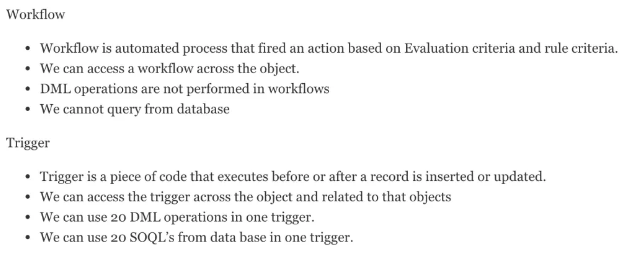 Workflow
• Workflow is automated process that fired an action based on Evaluation criteria and rule criteria.
• We can access a workflow across the object.
• DML operations are not performed in workflows
• We cannot query from database
Trigger
• Trigger is a piece of code that executes before or after a record is inserted or updated.
• We can access the trigger across the object and related to that objects
• We can use 20 DML operations in one trigger.
• We can use 20 SOQL’s from data base in one trigger.